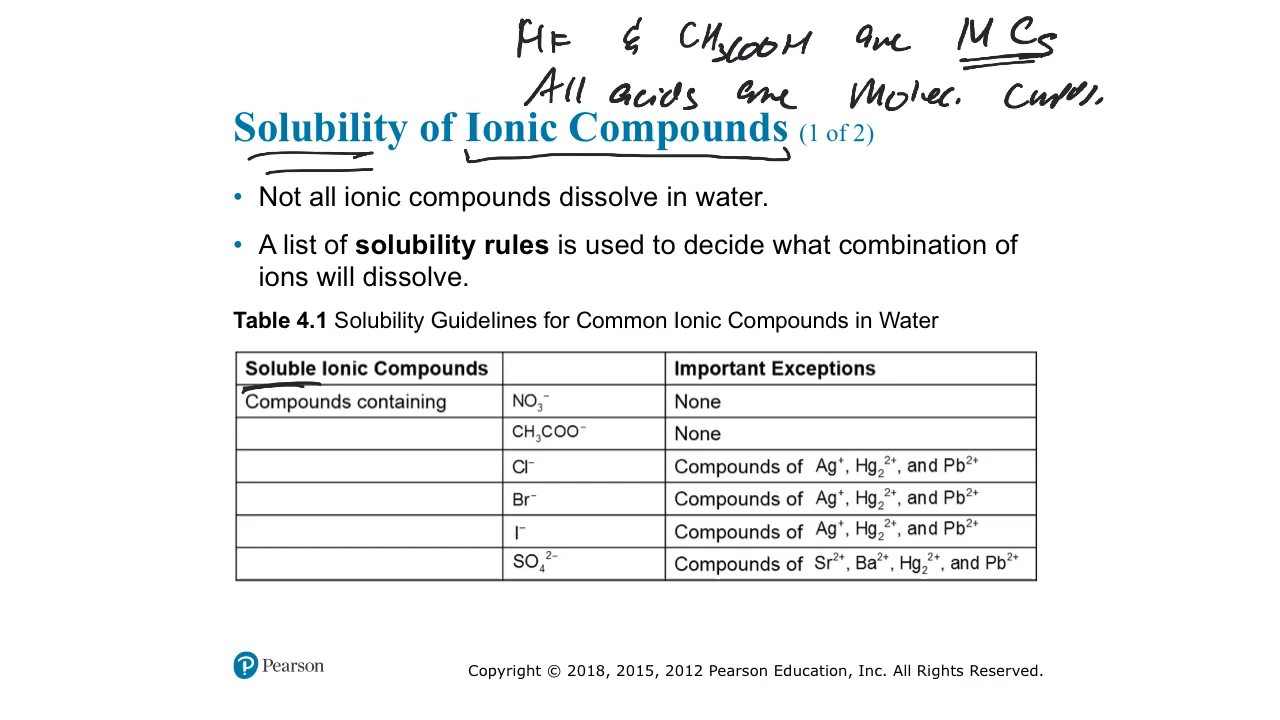 HF & CH₃COOH are MCs
All acids are Molec. Cmpds.
Solubility of Ionic Compounds (1 of 2)
• Not all ionic compounds dissolve in water.
• A list of solubility rules is used to decide what combination of
ions will dissolve.
Table 4.1 Solubility Guidelines for Common Ionic Compounds in Water
Soluble Ionic Compounds Important Exceptions
Compounds containing NO₃⁻ None
CH₃COO⁻ None
Cl⁻ Compounds of Ag⁺, Hg₂²⁺, and Pb²⁺
Br⁻ Compounds of Ag⁺, Hg₂²⁺, and Pb²⁺
I⁻ Compounds of Ag⁺, Hg₂²⁺, and Pb²⁺
SO₄²⁻ Compounds of Sr²⁺, Ba²⁺, Hg₂²⁺, and Pb²⁺
P Pearson
Copyright © 2018, 2015, 2012 Pearson Education, Inc. All Rights Reserved.